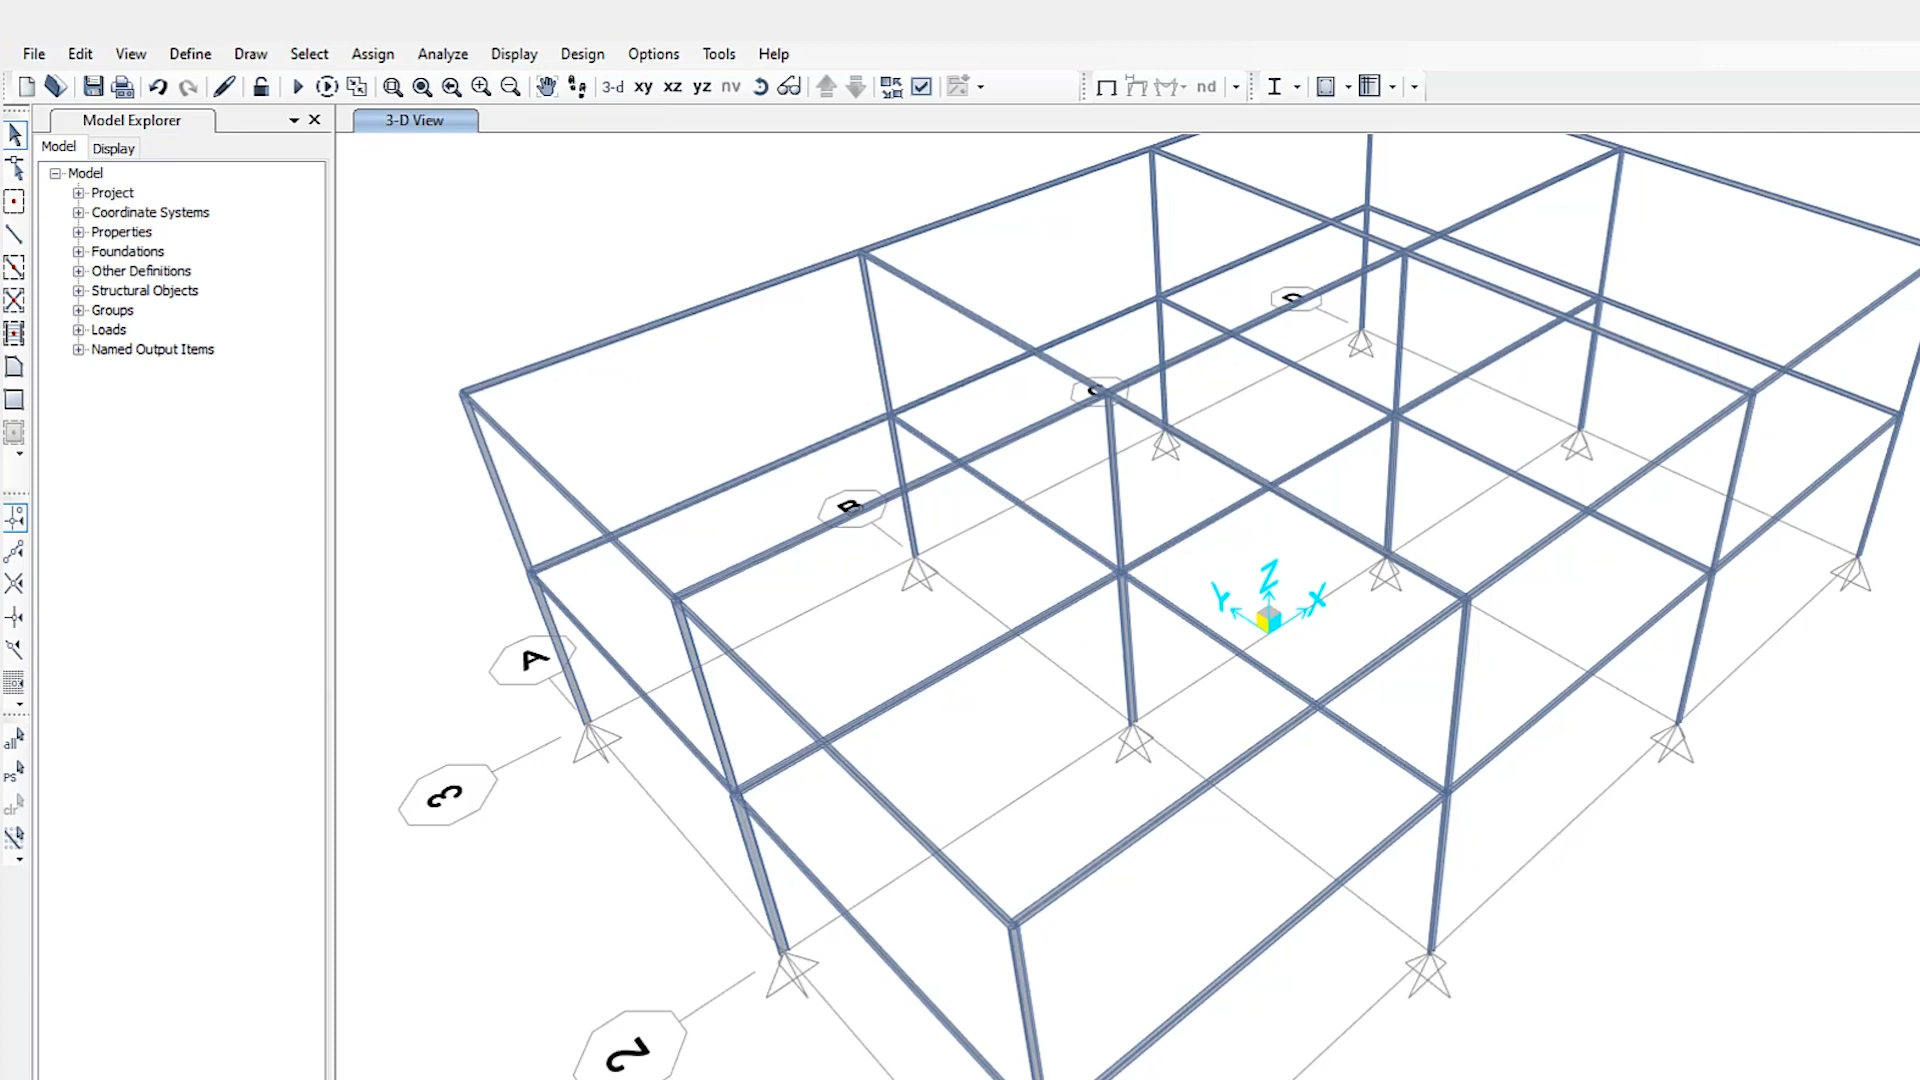 File Edit View Define Draw Select Assign Analyze Display Design Options Tools Help
3-d xy xz yz nv nd
Model Explorer
3-D View
Model Display
Model
Project
Coordinate Systems
Properties
Foundations
Other Definitions
Structural Objects
Groups
Loads
Named Output Items
D
C
B
A
3
2
Z
Y X
all
PS
clr